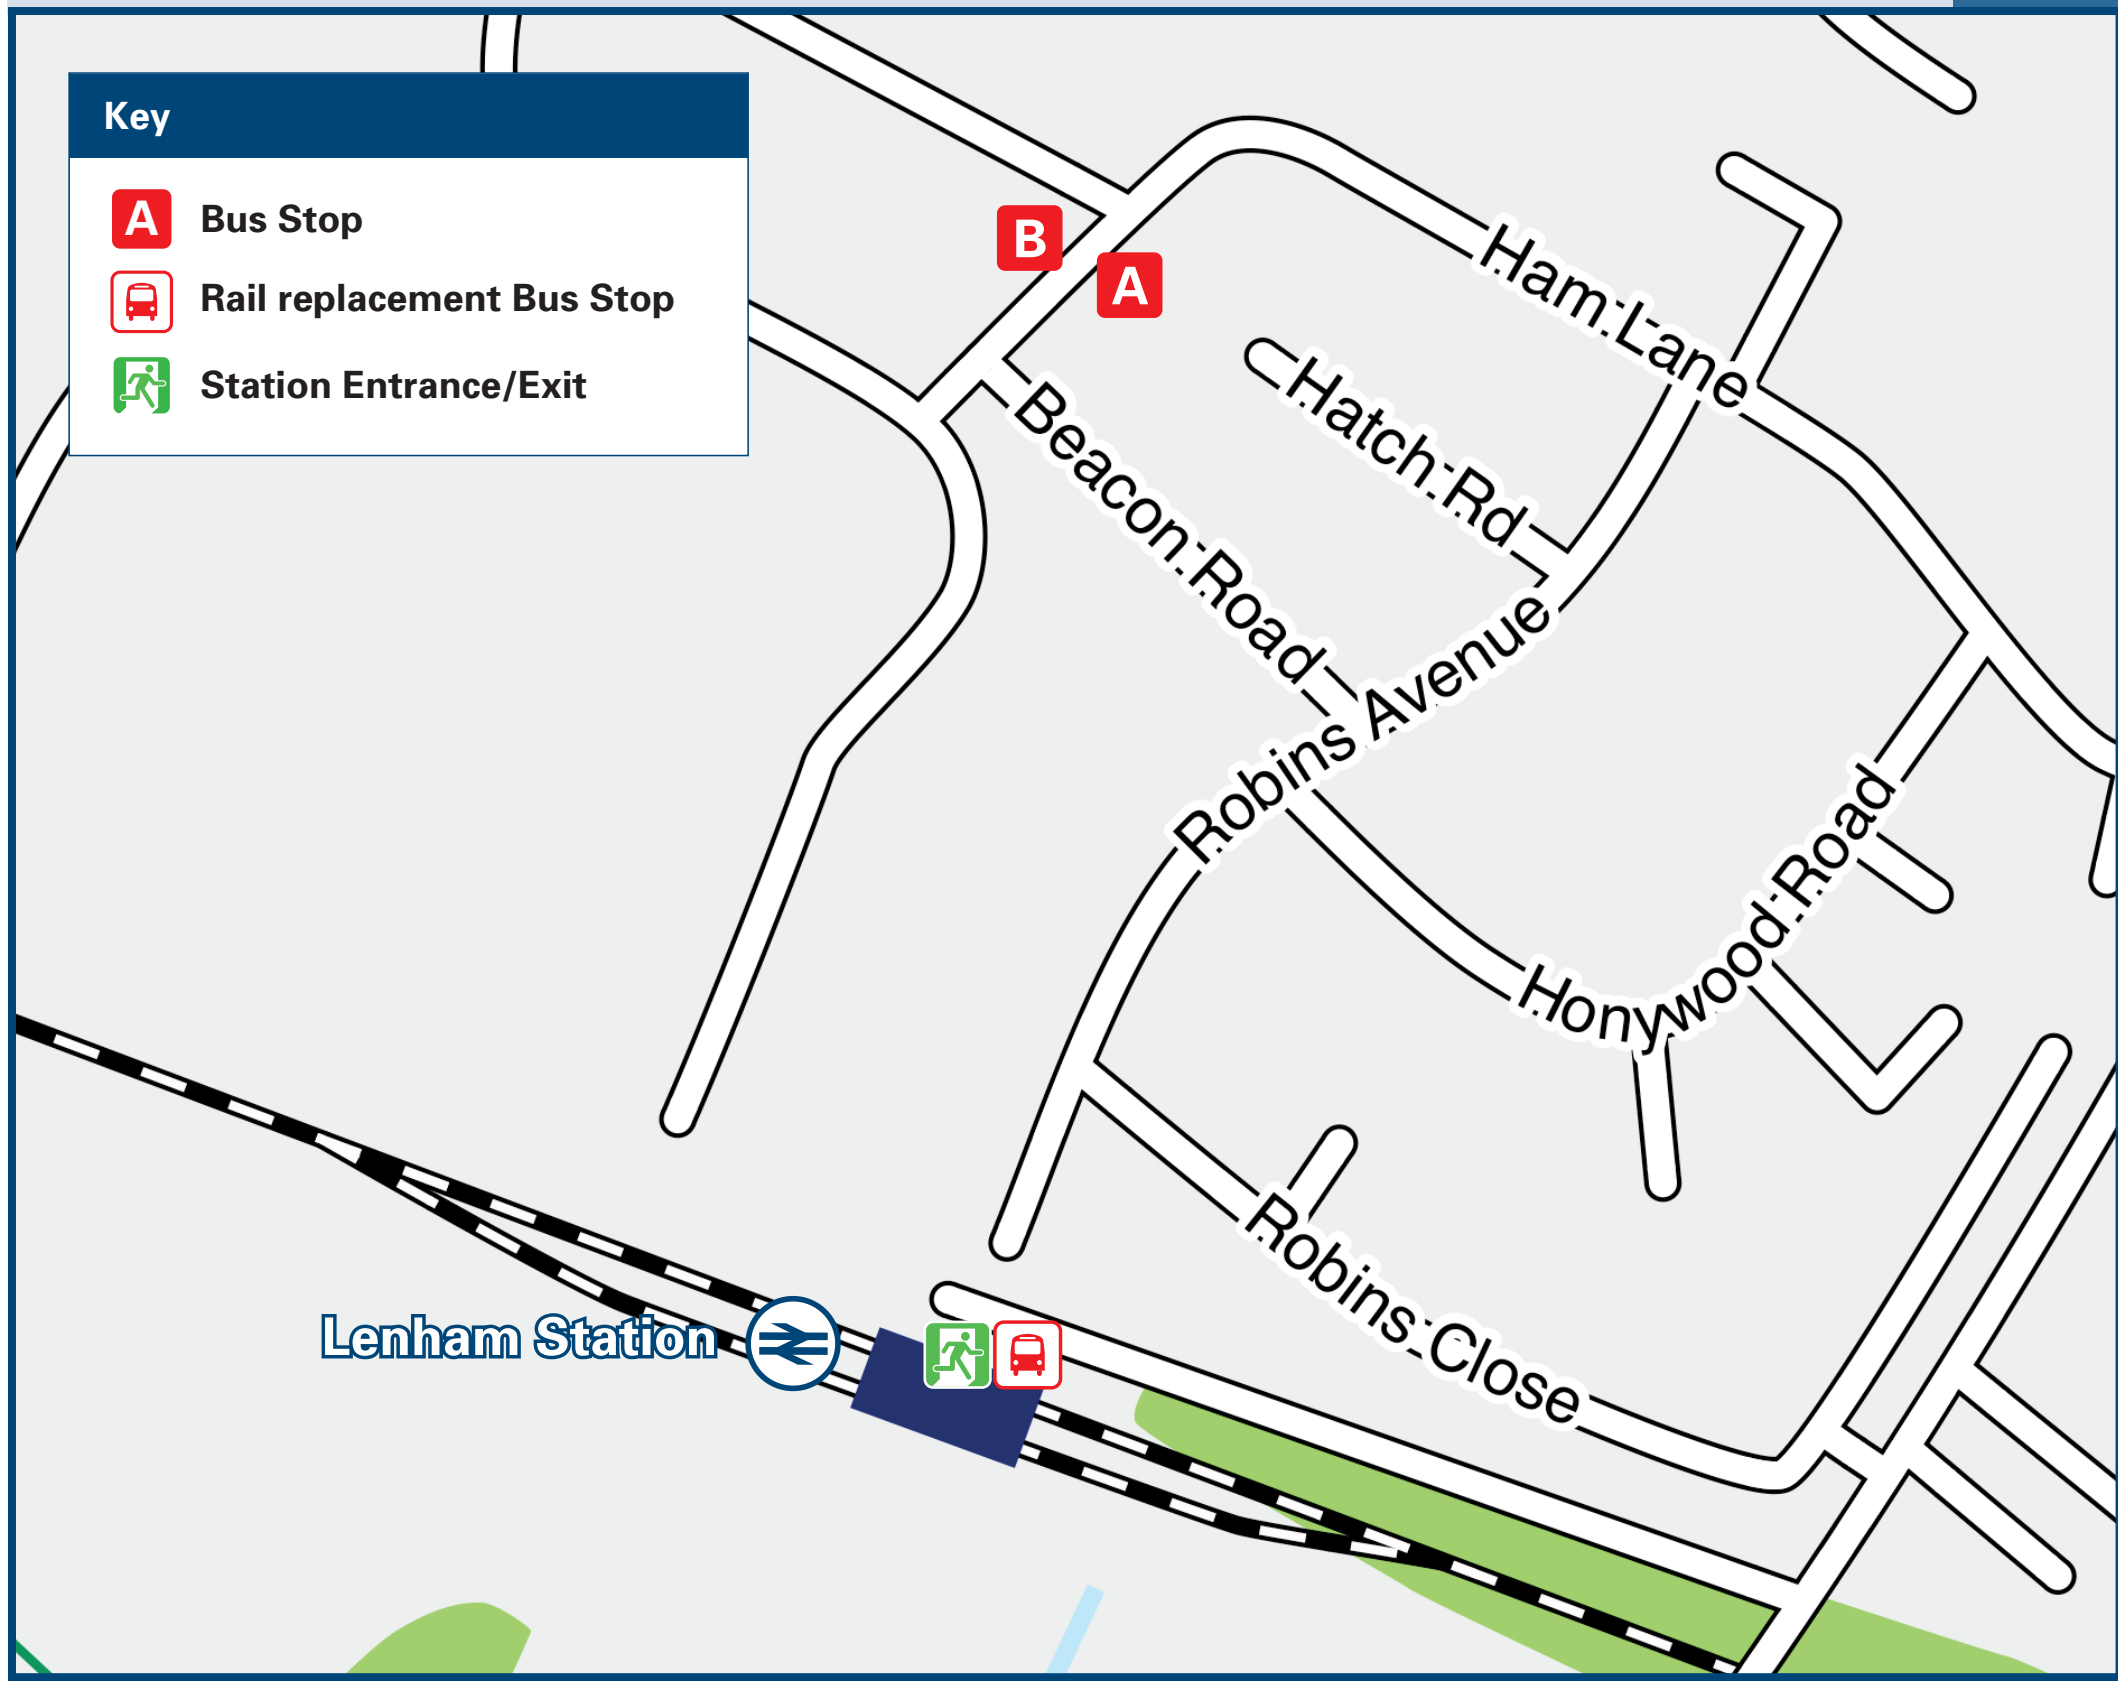 Key
A Bus Stop
Rail replacement Bus Stop
Station Entrance/Exit
B
A
Ham Lane
Hatch Rd
Beacon Road
Robins Avenue
Honywood Road
Robins Close
Lenham Station